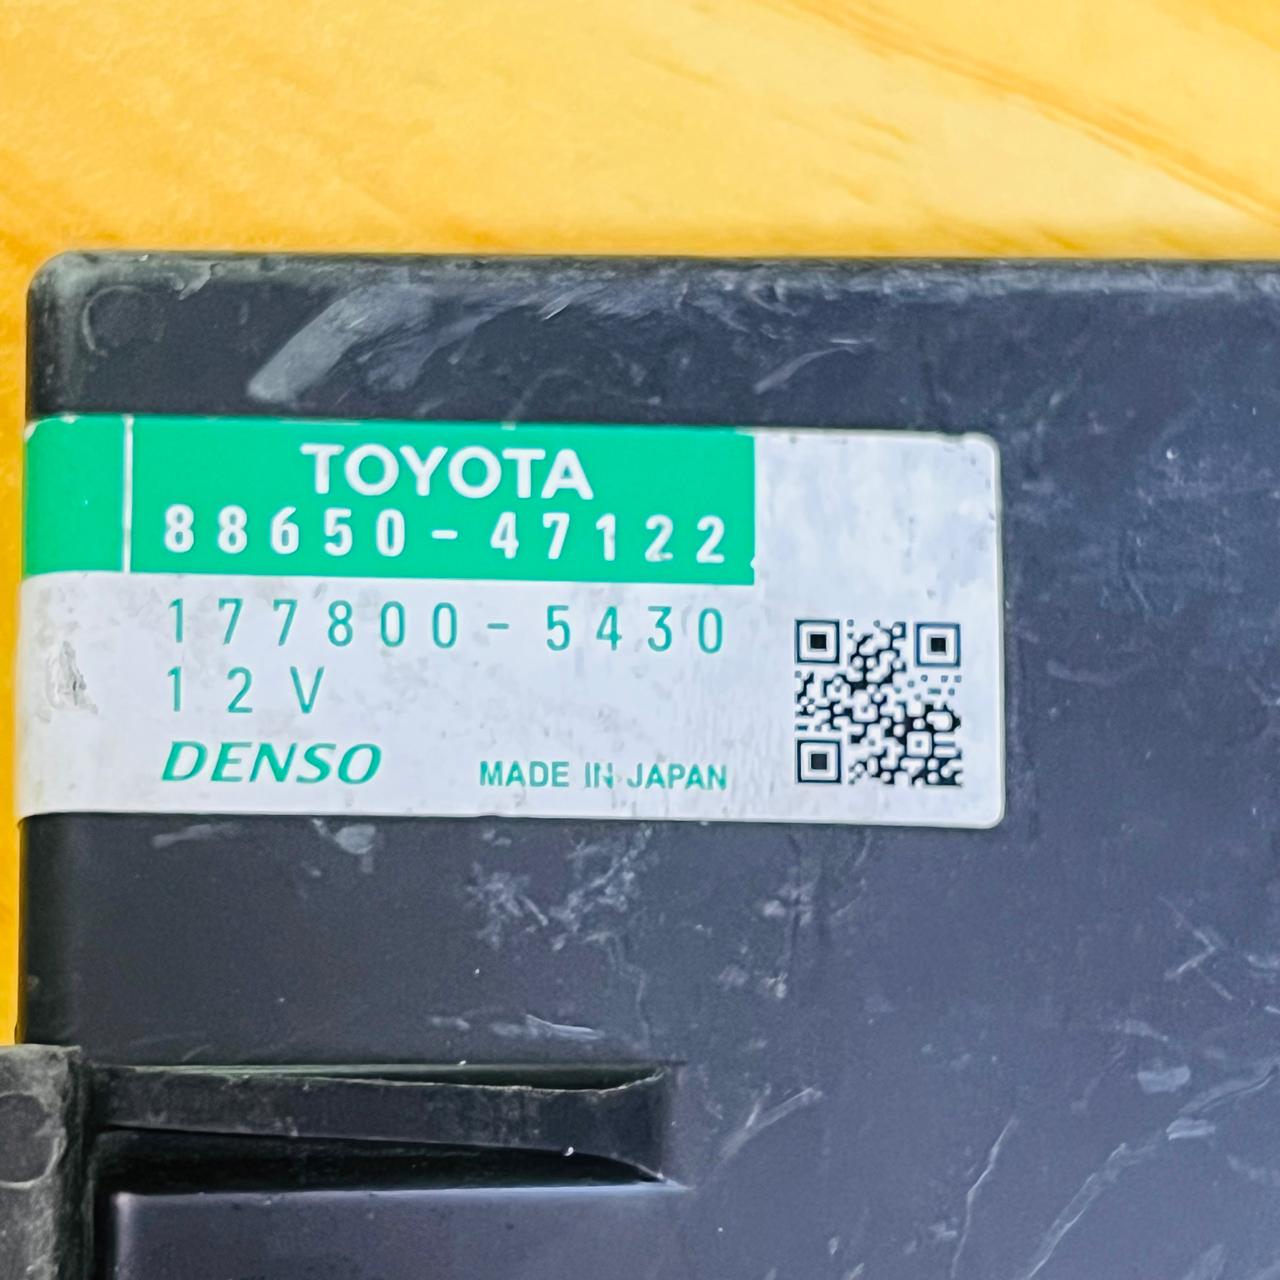 TOYOTA
88650-47122
177800-5430
12V
DENSO MADE IN JAPAN